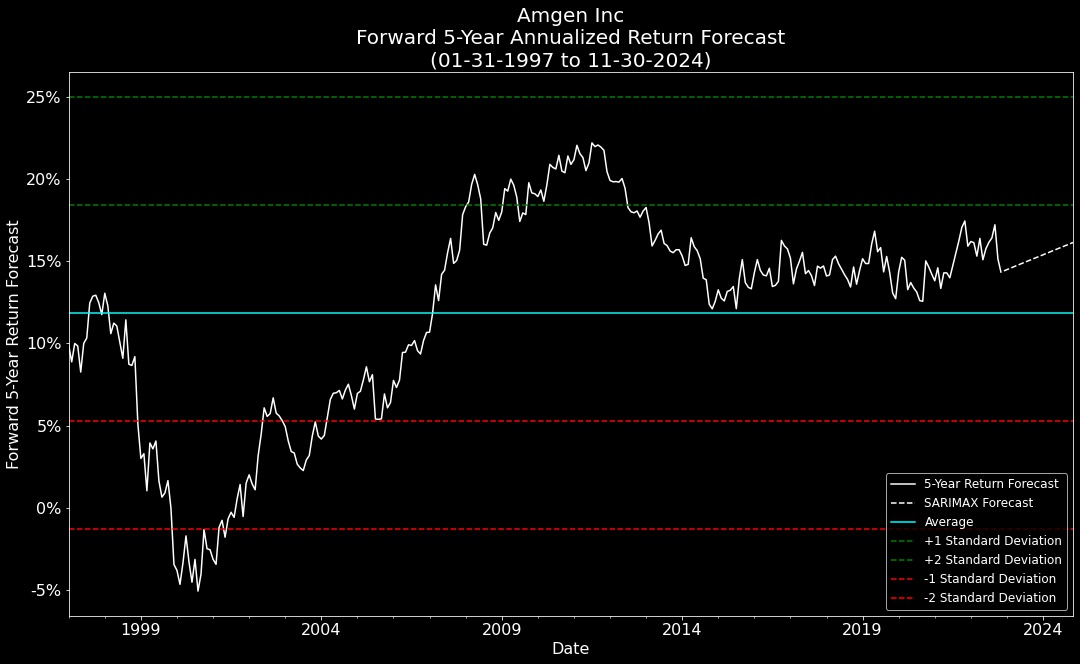 Amgen Inc
Forward 5-Year Annualized Return Forecast
(01-31-1997 to 11-30-2024)
Forward 5-Year Return Forecast
25%
20%
15%
10%
5%
0%
-5%
5-Year Return Forecast
SARIMAX Forecast
Average
+1 Standard Deviation
+2 Standard Deviation
-1 Standard Deviation
-2 Standard Deviation
1999 2004 2009 2014 2019 2024
Date